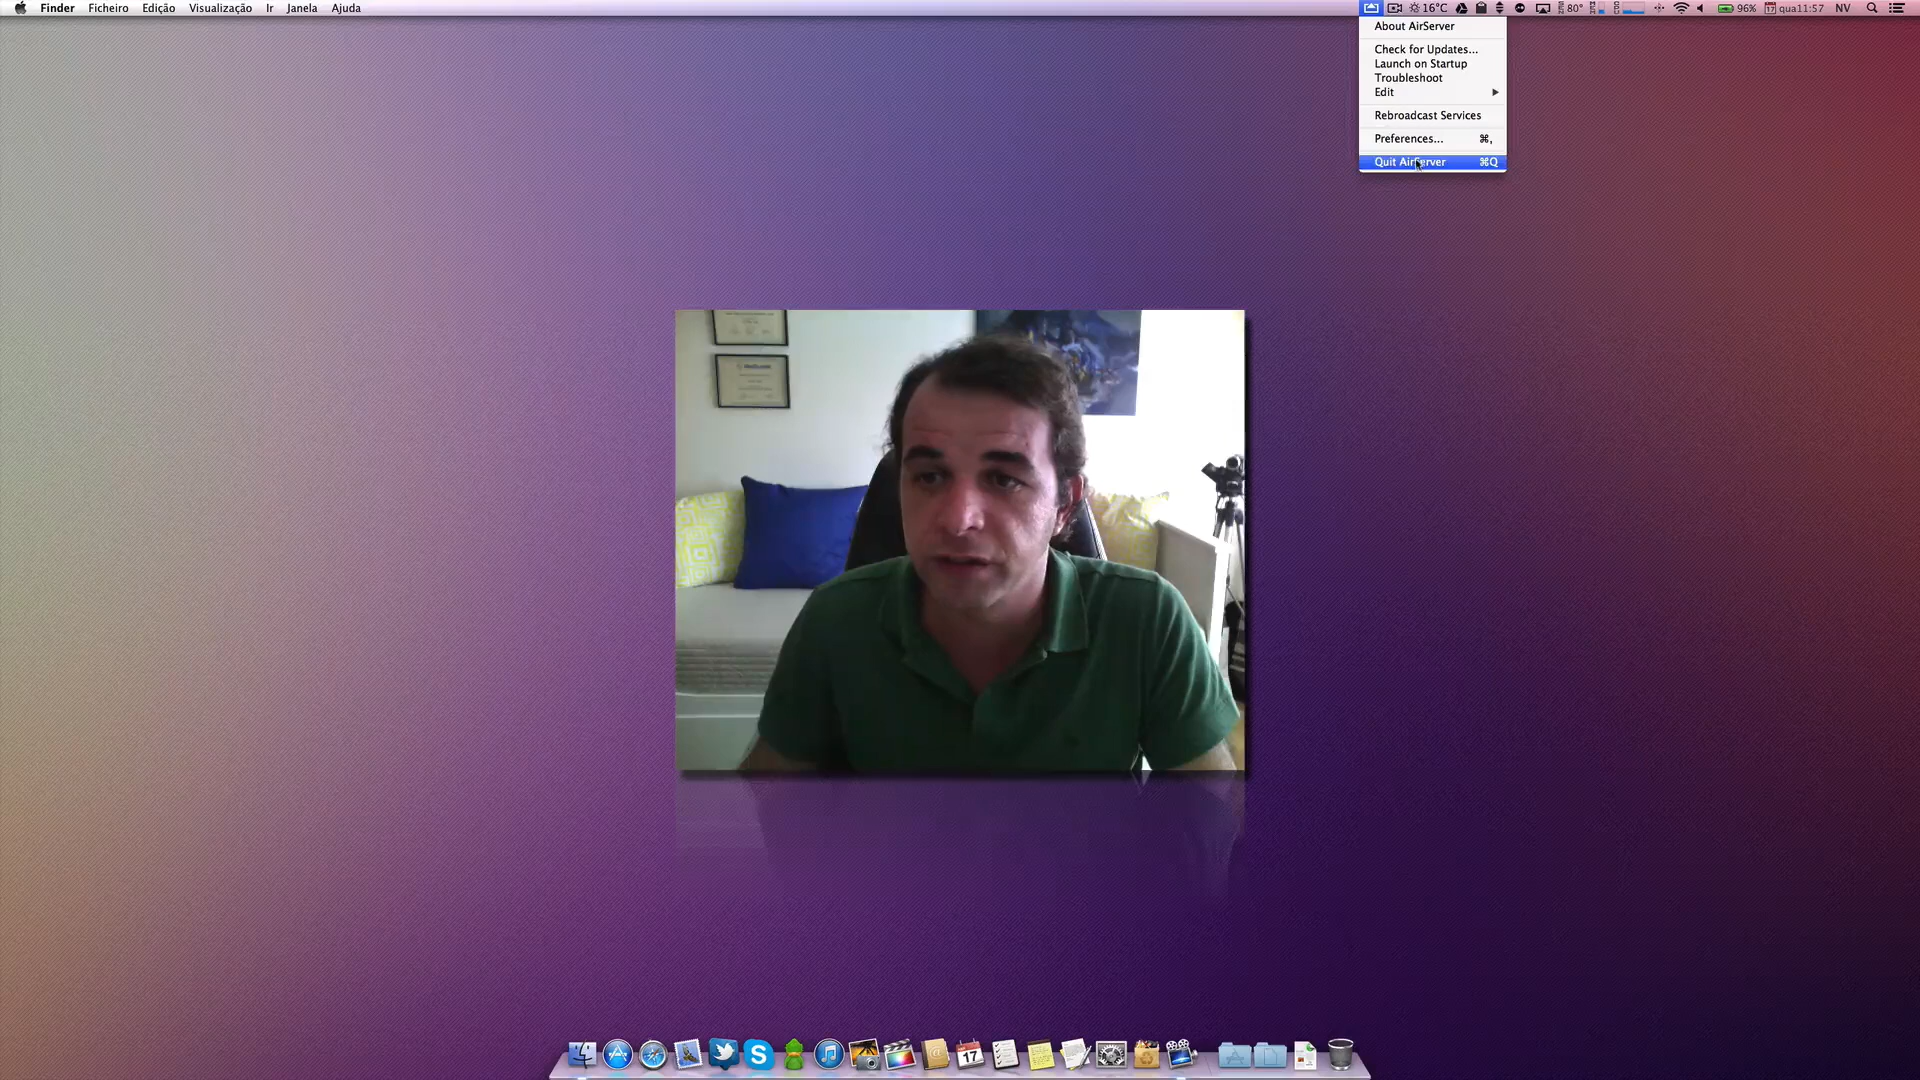 Finder Ficheiro Edição Visualização Ir Janela Ajuda 16°C 80° 96% qua11:57 NV
About AirServer
Check for Updates...
Launch on Startup
Troubleshoot
Edit
Rebroadcast Services
Preferences... ⌘,
Quit AirServer ⌘Q
17